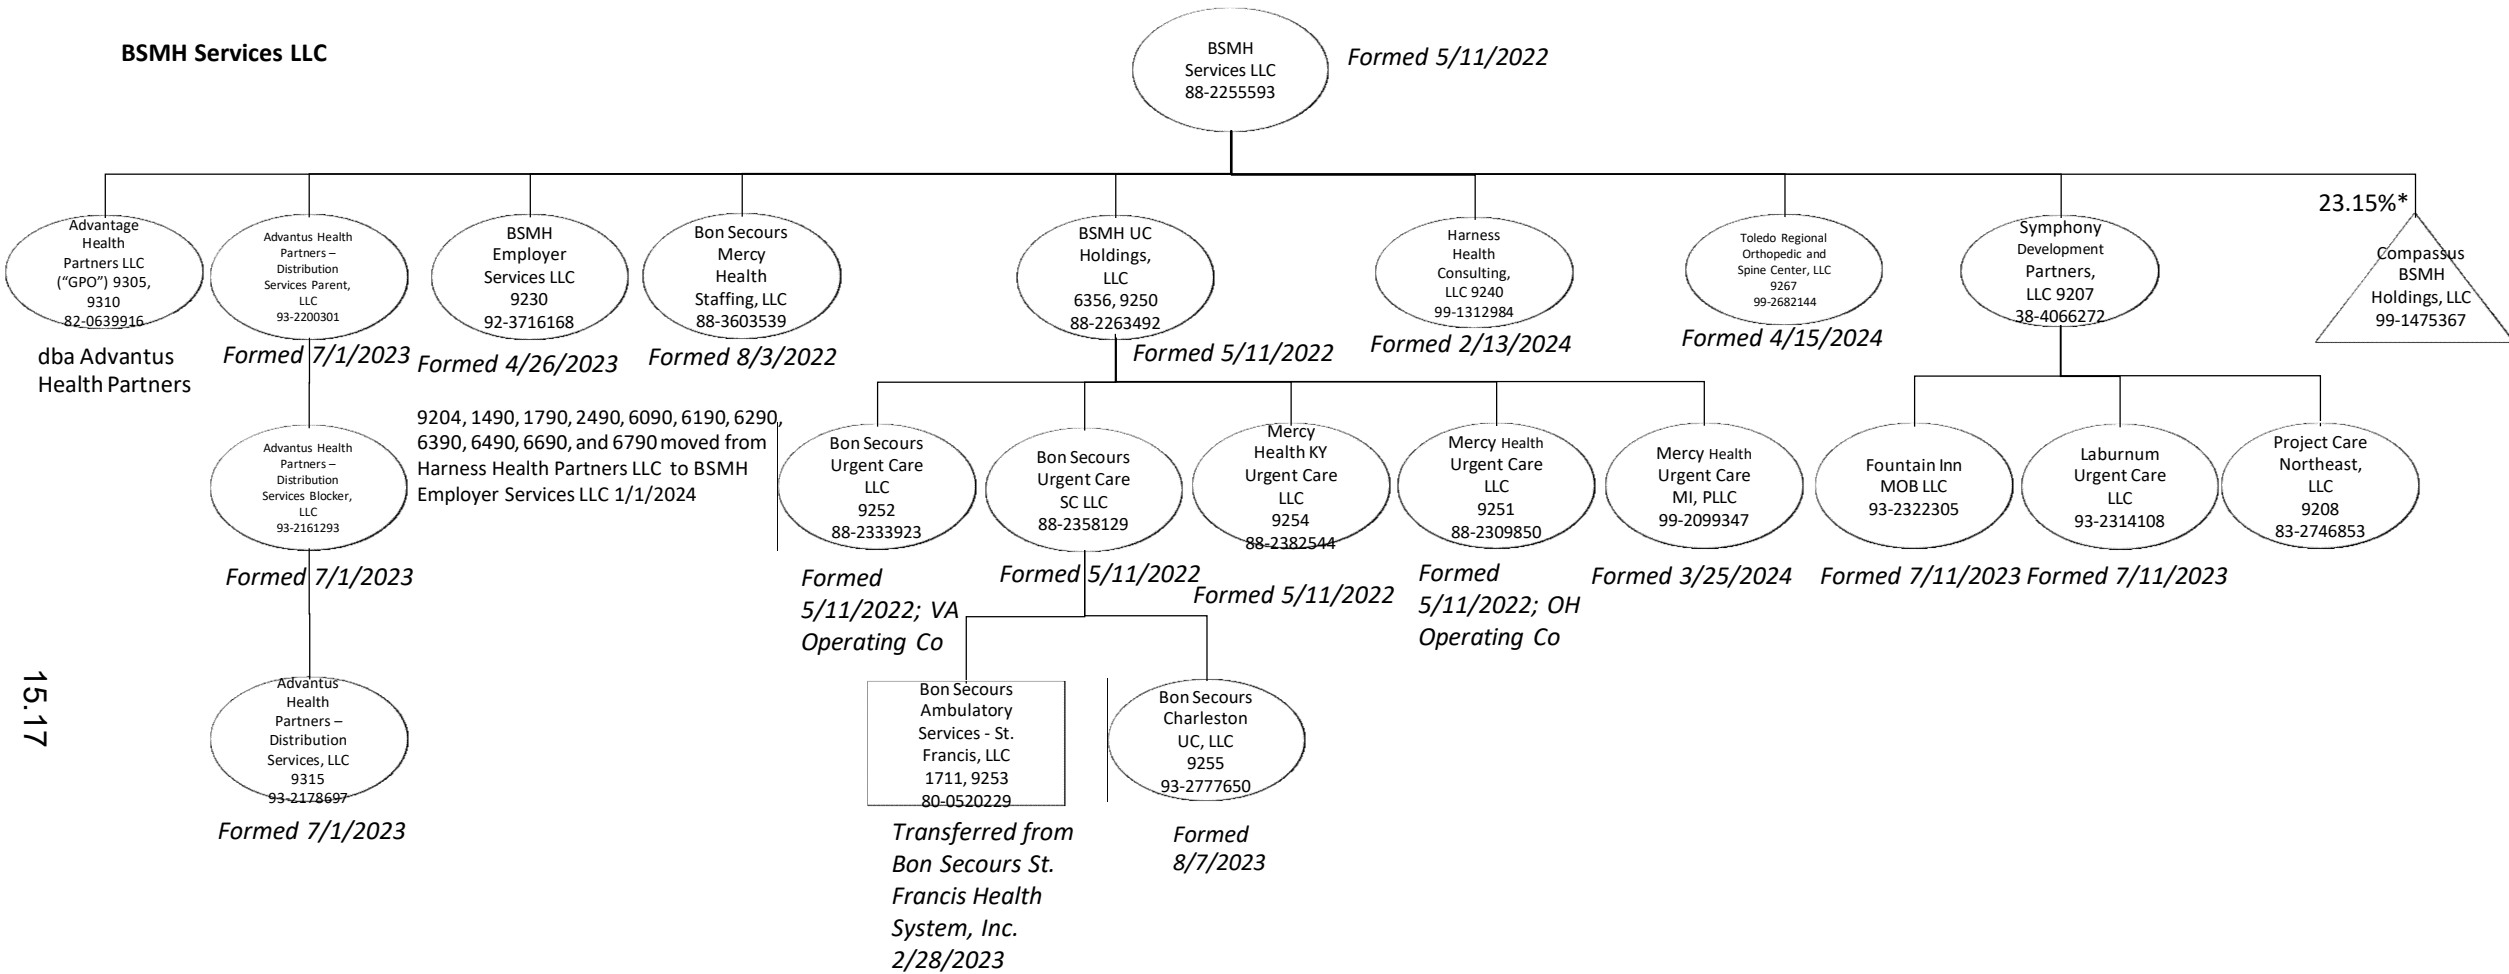 BSMH Services LLC
BSMH
Services LLC
88-2255593
Formed 5/11/2022
Advantage
Health
Partners LLC
(“GPO”) 9305,
9310
82-0639916
dba Advantus
Health Partners
Advantus Health
Partners –
Distribution
Services Parent,
LLC
93-2200301
Formed 7/1/2023
BSMH
Employer
Services LLC
9230
92-3716168
Formed 4/26/2023
Bon Secours
Mercy
Health
Staffing, LLC
88-3603539
Formed 8/3/2022
BSMH UC
Holdings,
LLC
6356, 9250
88-2263492
Formed 5/11/2022
Harness
Health
Consulting,
LLC 9240
99-1312984
Formed 2/13/2024
Toledo Regional
Orthopedic and
Spine Center, LLC
9267
99-2682144
Formed 4/15/2024
Symphony
Development
Partners,
LLC 9207
38-4066272
23.15%*
Compassus
BSMH
Holdings, LLC
99-1475367
9204, 1490, 1790, 2490, 6090, 6190, 6290,
6390, 6490, 6690, and 6790 moved from
Harness Health Partners LLC to BSMH
Employer Services LLC 1/1/2024
Advantus Health
Partners –
Distribution
Services Blocker,
LLC
93-2161293
Formed 7/1/2023
Bon Secours
Urgent Care
LLC
9252
88-2333923
Formed
5/11/2022; VA
Operating Co
Bon Secours
Urgent Care
SC LLC
88-2358129
Formed 5/11/2022
Mercy
Health KY
Urgent Care
LLC
9254
88-2382544
Formed 5/11/2022
Mercy Health
Urgent Care
LLC
9251
88-2309850
Formed
5/11/2022; OH
Operating Co
Mercy Health
Urgent Care
MI, PLLC
99-2099347
Formed 3/25/2024
Fountain Inn
MOB LLC
93-2322305
Formed 7/11/2023
Laburnum
Urgent Care
LLC
93-2314108
Formed 7/11/2023
Project Care
Northeast,
LLC
9208
83-2746853
Advantus
Health
Partners –
Distribution
Services, LLC
9315
93-2178697
Formed 7/1/2023
Bon Secours
Ambulatory
Services - St.
Francis, LLC
1711, 9253
80-0520229
Transferred from
Bon Secours St.
Francis Health
System, Inc.
2/28/2023
Bon Secours
Charleston
UC, LLC
9255
93-2777650
Formed
8/7/2023
15.17